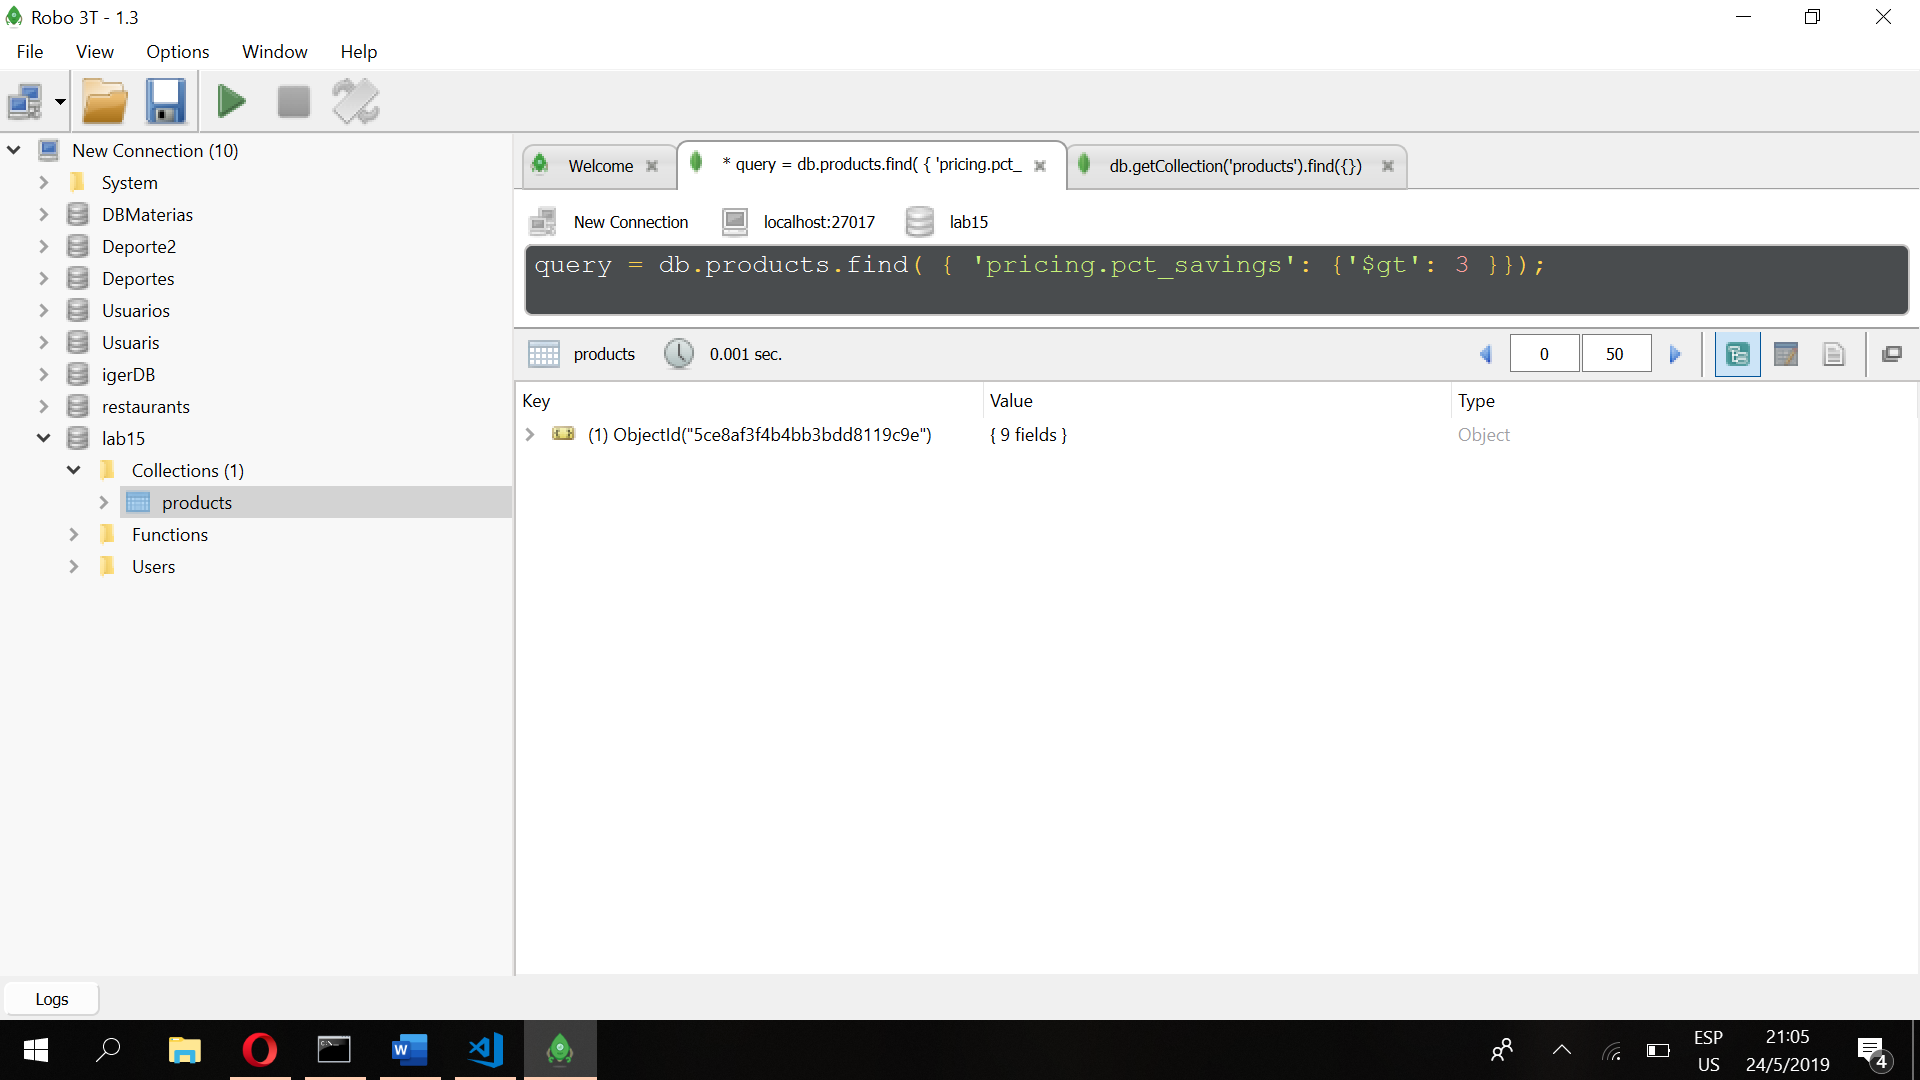 Robo 3T - 1.3
File View Options Window Help
New Connection (10)
System
DBMaterias
Deporte2
Deportes
Usuarios
Usuaris
igerDB
restaurants
lab15
Collections (1)
products
Functions
Users
Welcome
* query = db.products.find( { 'pricing.pct_
db.getCollection('products').find({})
New Connection localhost:27017 lab15
query = db.products.find( { 'pricing.pct_savings': {'$gt': 3 }});
products 0.001 sec. 0 50
Key Value Type
(1) ObjectId("5ce8af3f4b4bb3bdd8119c9e") { 9 fields } Object
Logs
ESP
US
21:05
24/5/2019
4